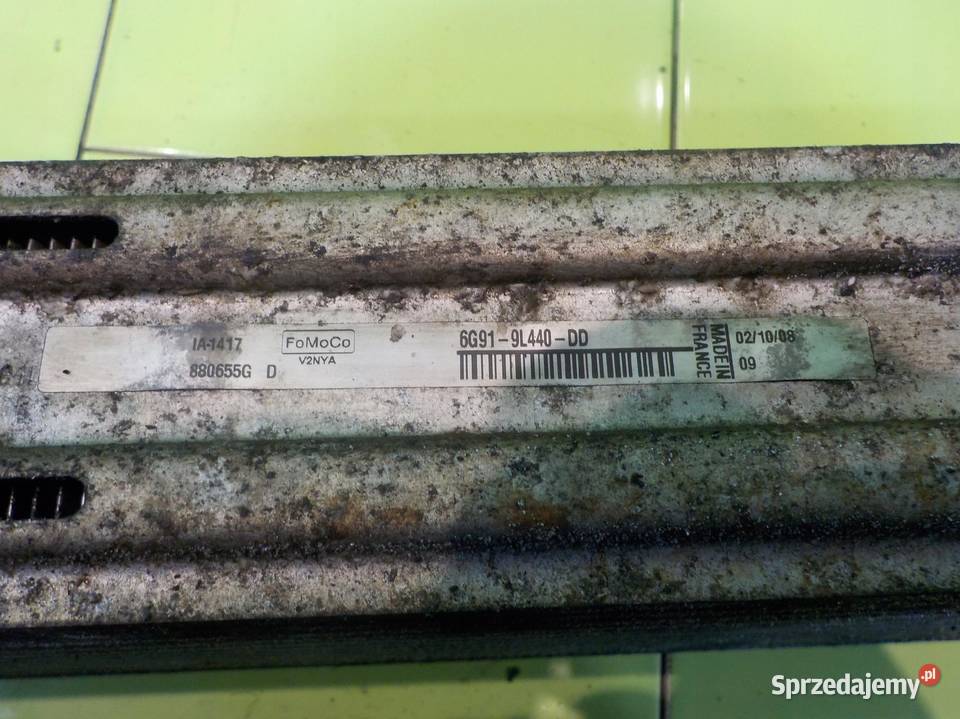 IA-1417 FoMoCo 6G91-9L440-DD MADE IN 02/10/08
880655G D V2NYA FRANCE 09
Sprzedajemy.pl